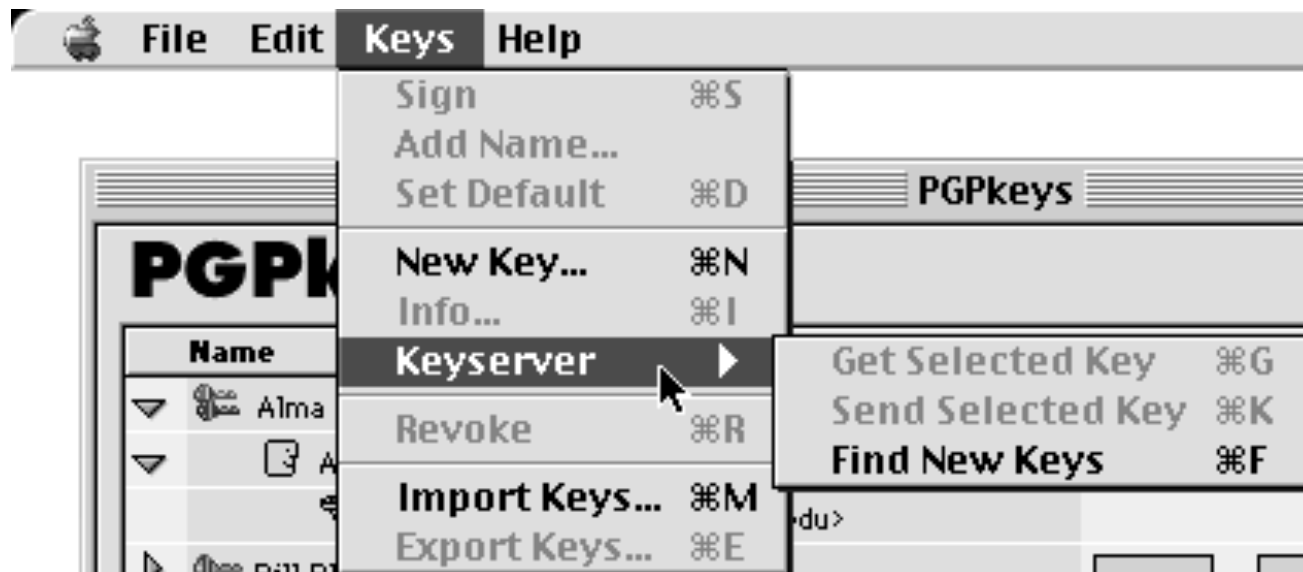 File Edit Keys Help
Sign ⌘S
Add Name...
Set Default ⌘D
PGPkeys
New Key... ⌘N
Info... ⌘I
Keyserver
Get Selected Key ⌘G
Send Selected Key ⌘K
Find New Keys ⌘F
Revoke ⌘R
Import Keys... ⌘M
Export Keys... ⌘E
PGPk
Name
Alma
A
du>